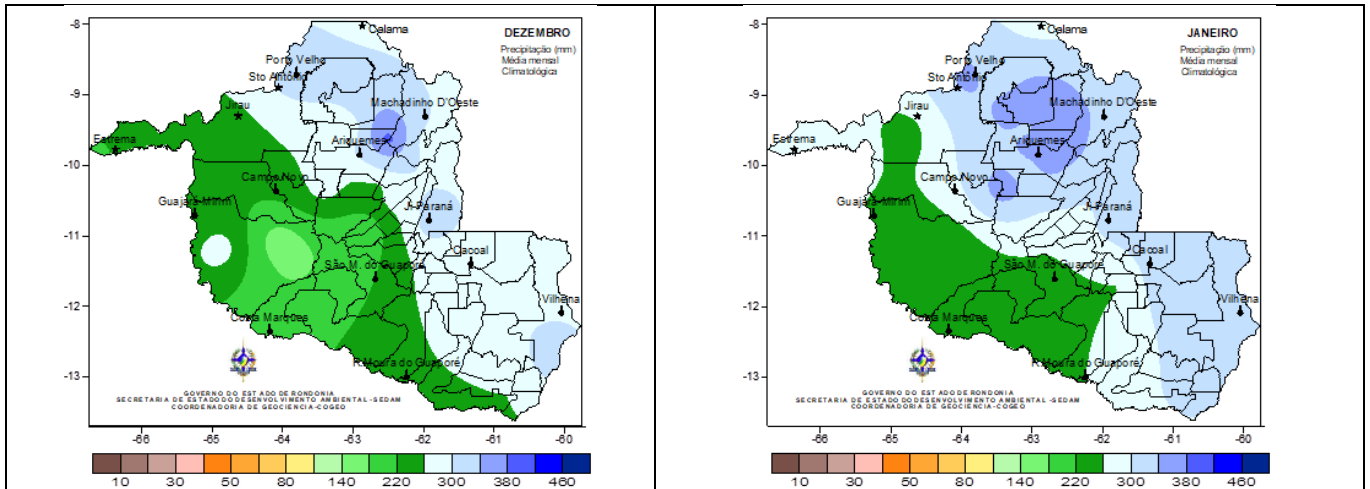 DEZEMBRO
Precipitação (mm)
Média mensal
Climatológica
Calama
Porto Velho
Sto Antônio
Jirau
Machadinho D'Oeste
Estrema
Ariquemes
Campo Novo
Guajará-Mirim
Ji Paraná
Cacoal
São M. do Guaporé
Vilhena
Costa Marques
R.Moura do Guaporé
-8
-9
-10
-11
-12
-13
GOVERNO DO ESTADO DE RONDONIA
SECRETARIA DE ESTADO DO DESENVOLVIMENTO AMBIENTAL -SEDAM
COORDENADORIA DE GEOCIENCIA-COGEO
-66 -65 -64 -63 -62 -61 -60
10 30 50 80 140 220 300 380 460
JANEIRO
Precipitação (mm)
Média mensal
Climatológica
Calama
Porto Velho
Sto Antônio
Jirau
Machadinho D'Oeste
Estrema
Ariquemes
Campo Novo
Guajará-Mirim
Ji Paraná
Cacoal
São M. do Guaporé
Vilhena
Costa Marques
R.Moura do Guaporé
-8
-9
-10
-11
-12
-13
GOVERNO DO ESTADO DE RONDONIA
SECRETARIA DE ESTADO DO DESENVOLVIMENTO AMBIENTAL -SEDAM
COORDENADORIA DE GEOCIENCIA-COGEO
-66 -65 -64 -63 -62 -61 -60
10 30 50 80 140 220 300 380 460